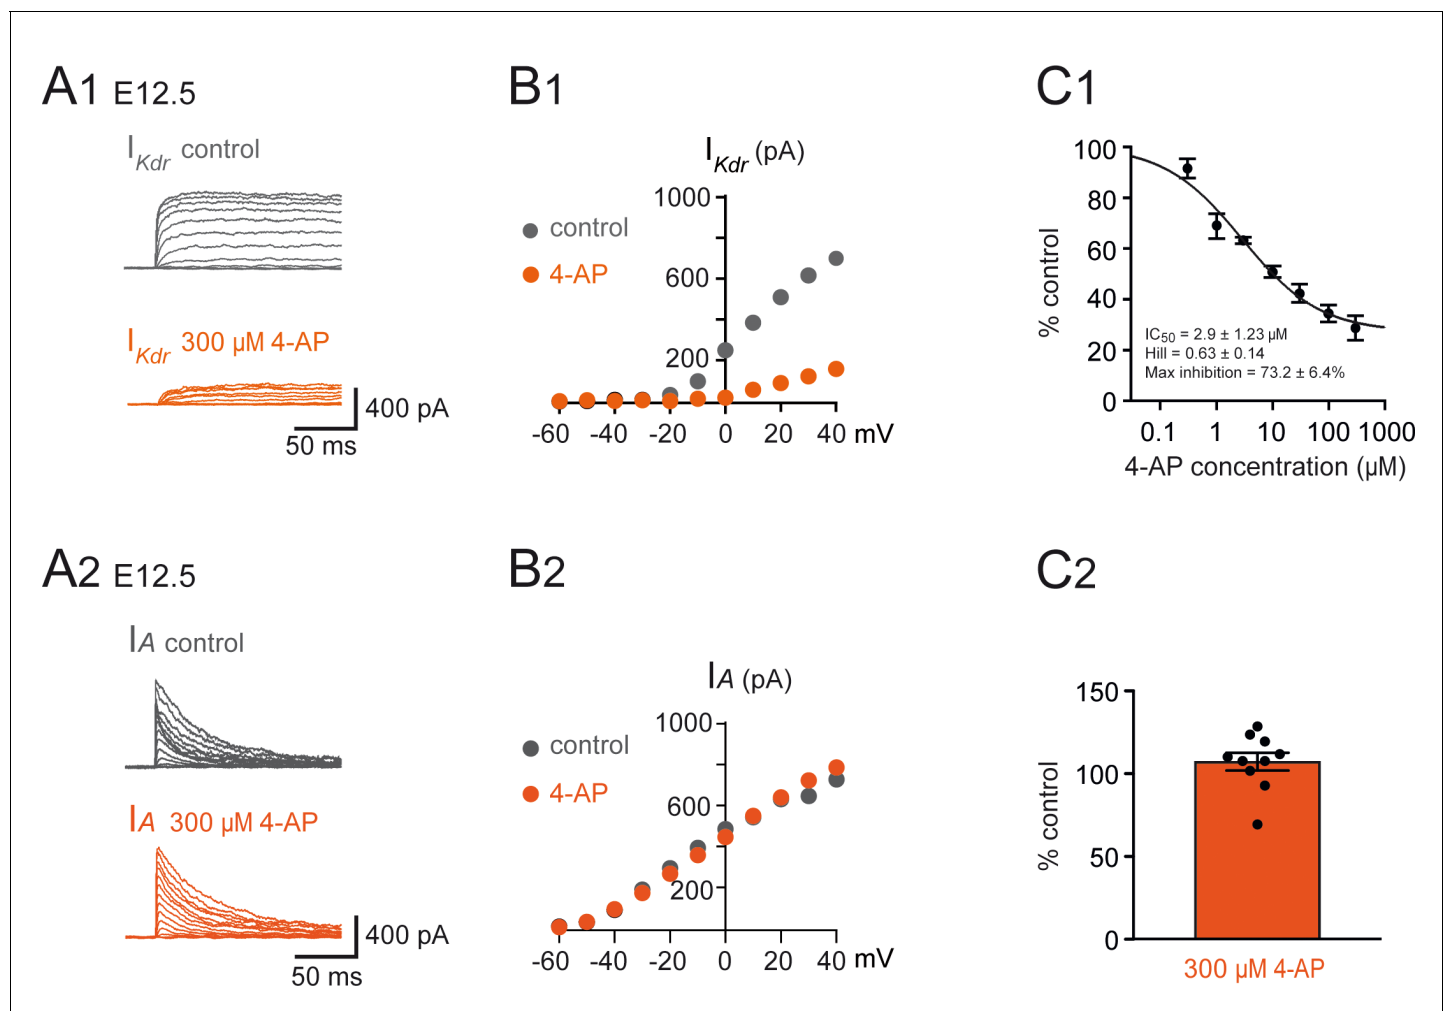 A1 E12.5
I Kdr control
I Kdr 300 µM 4-AP
400 pA
50 ms
B1
I Kdr (pA)
control
4-AP
1000
600
200
-60 -40 -20 0 20 40 mV
C1
% control
100
80
60
40
20
0
IC50 = 2.9 ± 1.23 µM
Hill = 0.63 ± 0.14
Max inhibition = 73.2 ± 6.4%
0.1 1 10 100 1000
4-AP concentration (µM)
A2 E12.5
IA control
IA 300 µM 4-AP
400 pA
50 ms
B2
IA (pA)
control
4-AP
1000
600
200
-60 -40 -20 0 20 40 mV
C2
% control
150
100
50
0
300 µM 4-AP